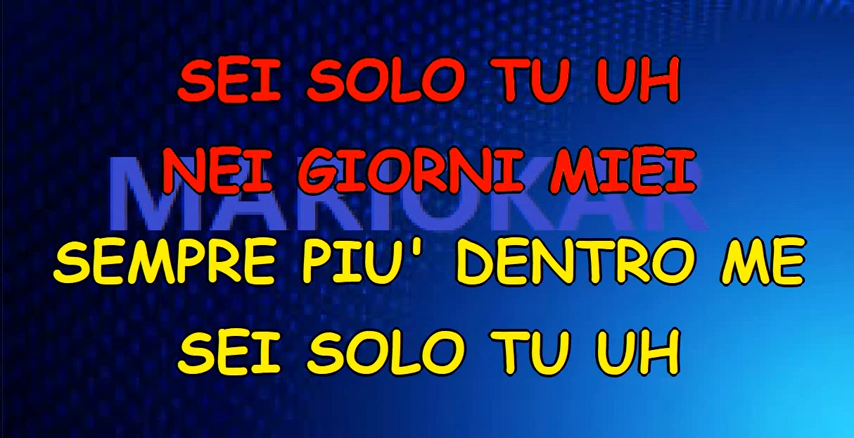 SEI SOLO TU UH
NEI GIORNI MIEI
MARIOKAR
SEMPRE PIU' DENTRO ME
SEI SOLO TU UH